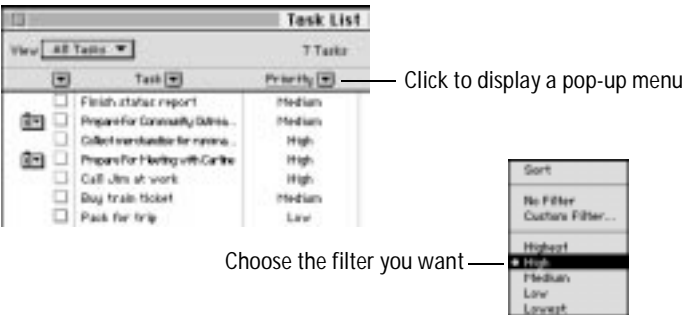 Task List
View All Tasks 7 Tasks
Task Priority
Click to display a pop-up menu
Finish status report Medium
Prepare For Community Outrea... Medium
Collect merchandise for rumma... High
Prepare For Meeting with Carline High
Call Jim at work High
Buy train ticket Medium
Pack for trip Low
Sort
No Filter
Custom Filter...
Highest
Choose the filter you want
High
Medium
Low
Lowest